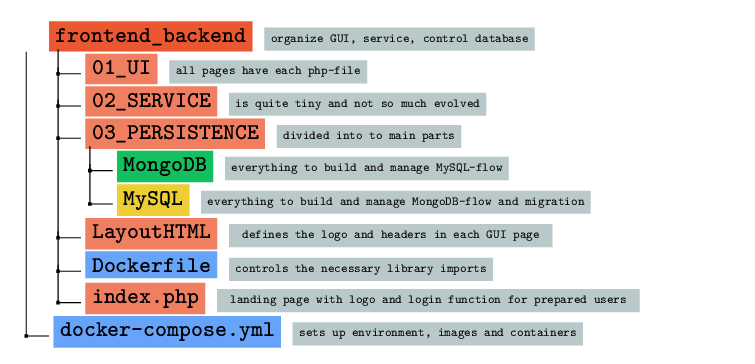 frontend_backend organize GUI, service, control database
01_UI all pages have each php-file
02_SERVICE is quite tiny and not so much evolved
03_PERSISTENCE divided into to main parts
MongoDB everything to build and manage MySQL-flow
MySQL everything to build and manage MongoDB-flow and migration
LayoutHTML defines the logo and headers in each GUI page
Dockerfile controls the necessary library imports
index.php landing page with logo and login function for prepared users
docker-compose.yml sets up environment, images and containers